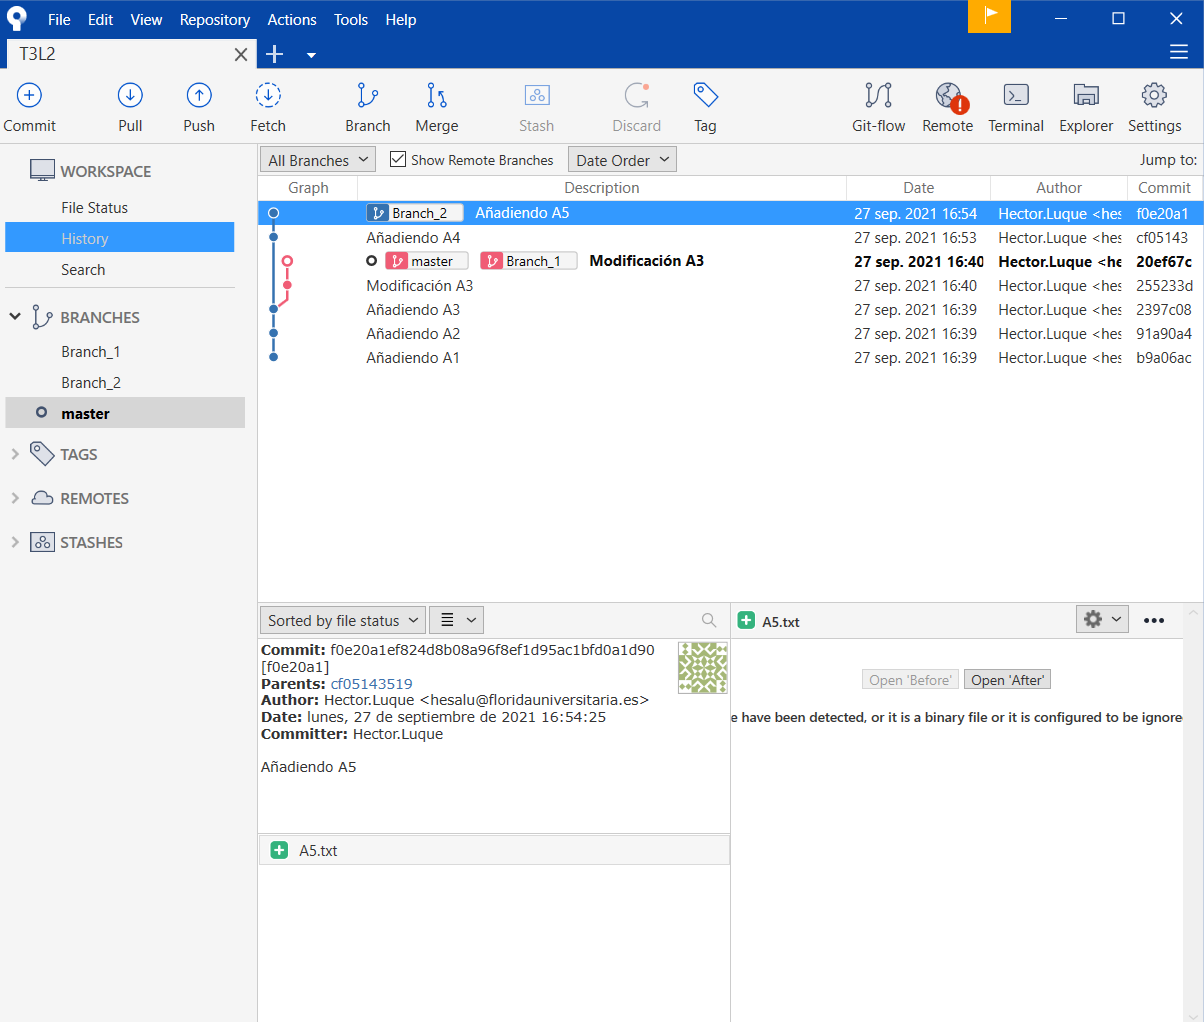 File Edit View Repository Actions Tools Help
T3L2
Commit Pull Push Fetch Branch Merge Stash Discard Tag Git-flow Remote Terminal Explorer Settings
WORKSPACE
File Status
History
Search
BRANCHES
Branch_1
Branch_2
master
TAGS
REMOTES
STASHES
All Branches Show Remote Branches Date Order Jump to:
Graph Description Date Author Commit
Branch_2 Añadiendo A5 27 sep. 2021 16:54 Hector.Luque <hes f0e20a1
Añadiendo A4 27 sep. 2021 16:53 Hector.Luque <hes cf05143
master Branch_1 Modificación A3 27 sep. 2021 16:40 Hector.Luque <he 20ef67c
Modificación A3 27 sep. 2021 16:40 Hector.Luque <hes 255233d
Añadiendo A3 27 sep. 2021 16:39 Hector.Luque <hes 2397c08
Añadiendo A2 27 sep. 2021 16:39 Hector.Luque <hes 91a90a4
Añadiendo A1 27 sep. 2021 16:39 Hector.Luque <hes b9a06ac
Sorted by file status
Commit: f0e20a1ef824d8b08a96f8ef1d95ac1bfd0a1d90
[f0e20a1]
Parents: cf05143519
Author: Hector.Luque <hesalu@floridauniversitaria.es>
Date: lunes, 27 de septiembre de 2021 16:54:25
Committer: Hector.Luque
Añadiendo A5
A5.txt
A5.txt
Open 'Before' Open 'After'
e have been detected, or it is a binary file or it is configured to be ignore